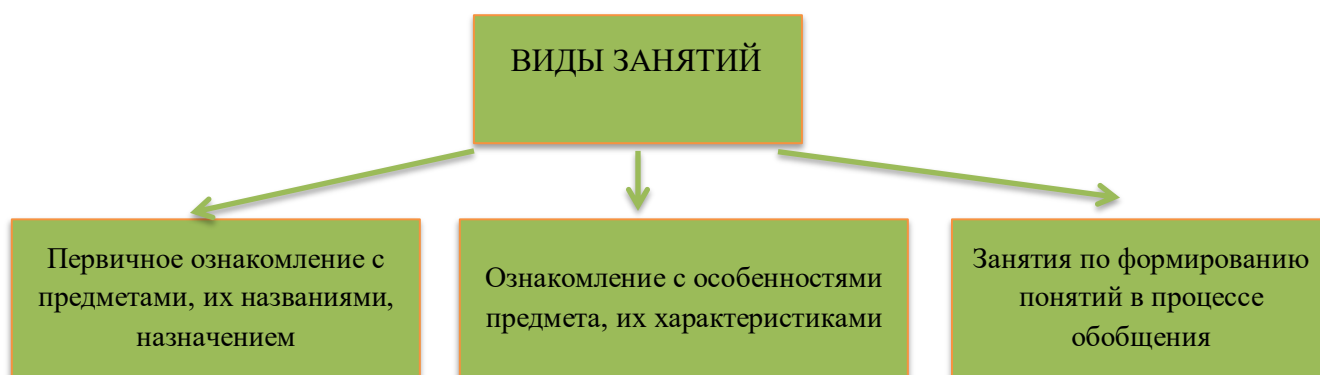 ВИДЫ ЗАНЯТИЙ
Первичное ознакомление с
предметами, их названиями,
назначением
Ознакомление с особенностями
предмета, их характеристиками
Занятия по формированию
понятий в процессе
обобщения